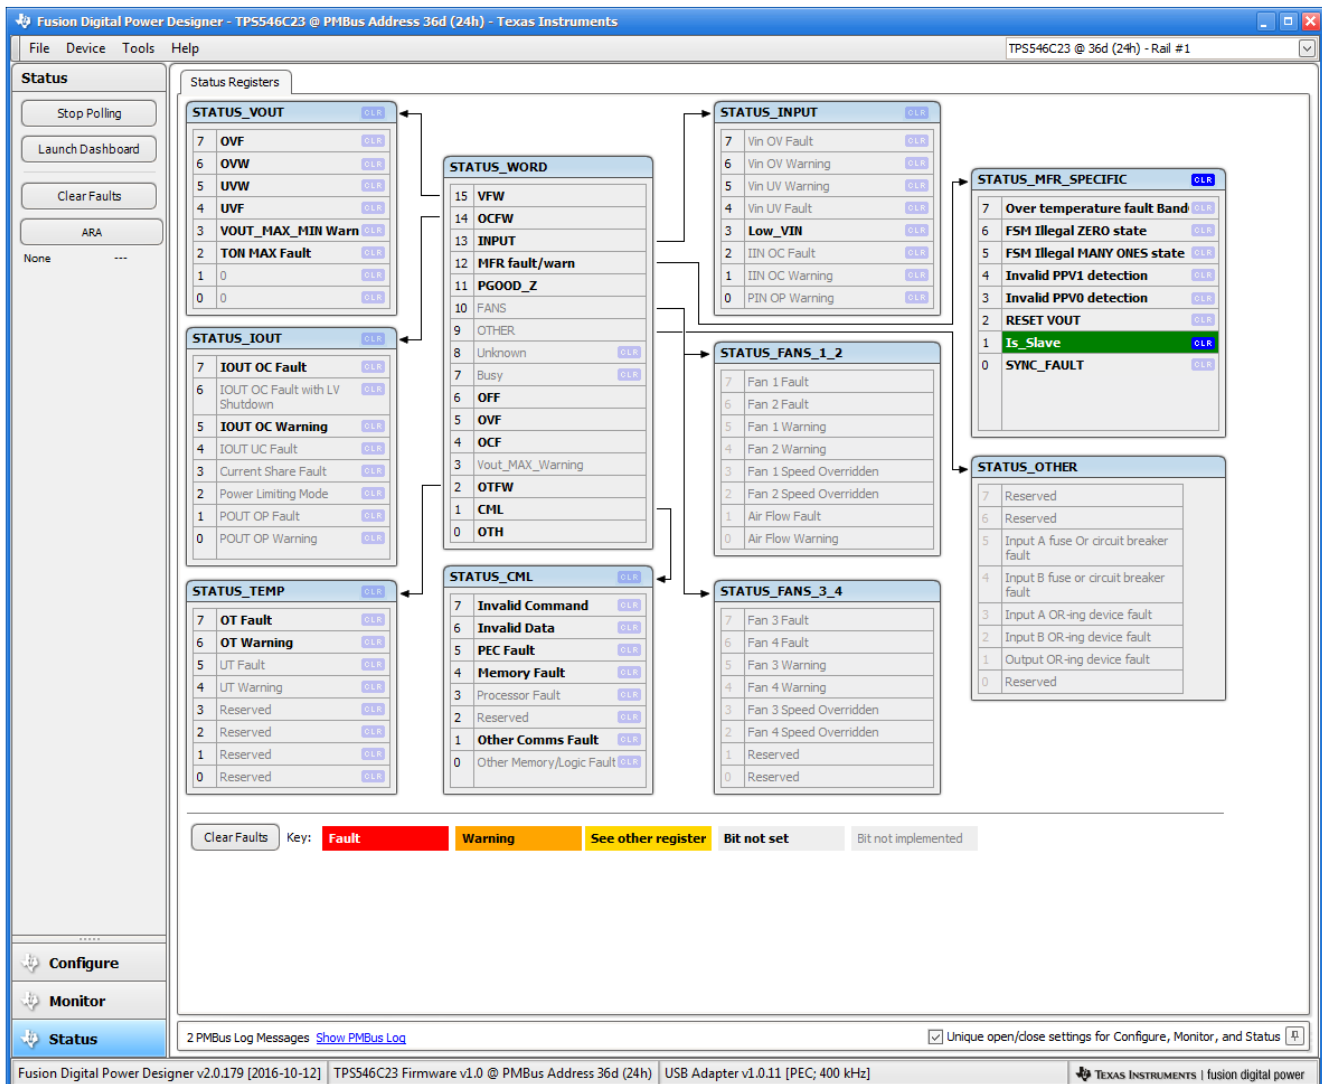 Fusion Digital Power Designer - TPS546C23 @ PMBus Address 36d (24h) - Texas Instruments
File Device Tools Help
TPS546C23 @ 36d (24h) - Rail #1
Status
Stop Polling
Launch Dashboard
Clear Faults
ARA
None ---
Status Registers
STATUS_VOUT CLR
7 OVF CLR
6 OVW CLR
5 UVW CLR
4 UVF CLR
3 VOUT_MAX_MIN Warn CLR
2 TON MAX Fault CLR
1 0 CLR
0 0 CLR
STATUS_IOUT CLR
7 IOUT OC Fault CLR
6 IOUT OC Fault with LV CLR
Shutdown
5 IOUT OC Warning CLR
4 IOUT UC Fault CLR
3 Current Share Fault CLR
2 Power Limiting Mode CLR
1 POUT OP Fault CLR
0 POUT OP Warning CLR
STATUS_TEMP CLR
7 OT Fault CLR
6 OT Warning CLR
5 UT Fault CLR
4 UT Warning CLR
3 Reserved CLR
2 Reserved CLR
1 Reserved CLR
0 Reserved CLR
STATUS_WORD
15 VFW
14 OCFW
13 INPUT
12 MFR fault/warn
11 PGOOD_Z
10 FANS
9 OTHER
8 Unknown CLR
7 Busy CLR
6 OFF
5 OVF
4 OCF
3 Vout_MAX_Warning
2 OTFW
1 CML
0 OTH
STATUS_CML CLR
7 Invalid Command CLR
6 Invalid Data CLR
5 PEC Fault CLR
4 Memory Fault CLR
3 Processor Fault CLR
2 Reserved CLR
1 Other Comms Fault CLR
0 Other Memory/Logic Fault CLR
STATUS_INPUT CLR
7 Vin OV Fault CLR
6 Vin OV Warning CLR
5 Vin UV Warning CLR
4 Vin UV Fault CLR
3 Low_VIN CLR
2 IIN OC Fault CLR
1 IIN OC Warning CLR
0 PIN OP Warning CLR
STATUS_FANS_1_2
7 Fan 1 Fault
6 Fan 2 Fault
5 Fan 1 Warning
4 Fan 2 Warning
3 Fan 1 Speed Overridden
2 Fan 2 Speed Overridden
1 Air Flow Fault
0 Air Flow Warning
STATUS_FANS_3_4
7 Fan 3 Fault
6 Fan 4 Fault
5 Fan 3 Warning
4 Fan 4 Warning
3 Fan 3 Speed Overridden
2 Fan 4 Speed Overridden
1 Reserved
0 Reserved
STATUS_MFR_SPECIFIC CLR
7 Over temperature fault Band CLR
6 FSM Illegal ZERO state CLR
5 FSM Illegal MANY ONES state CLR
4 Invalid PPV1 detection CLR
3 Invalid PPV0 detection CLR
2 RESET VOUT CLR
1 Is_Slave CLR
0 SYNC_FAULT CLR
STATUS_OTHER
7 Reserved
6 Reserved
5 Input A fuse Or circuit breaker
fault
4 Input B fuse or circuit breaker
fault
3 Input A OR-ing device fault
2 Input B OR-ing device fault
1 Output OR-ing device fault
0 Reserved
Clear Faults Key: Fault Warning See other register Bit not set Bit not implemented
Configure
Monitor
Status
2 PMBus Log Messages Show PMBus Log
Unique open/close settings for Configure, Monitor, and Status
Fusion Digital Power Designer v2.0.179 [2016-10-12] TPS546C23 Firmware v1.0 @ PMBus Address 36d (24h) USB Adapter v1.0.11 [PEC; 400 kHz] TEXAS INSTRUMENTS | fusion digital power